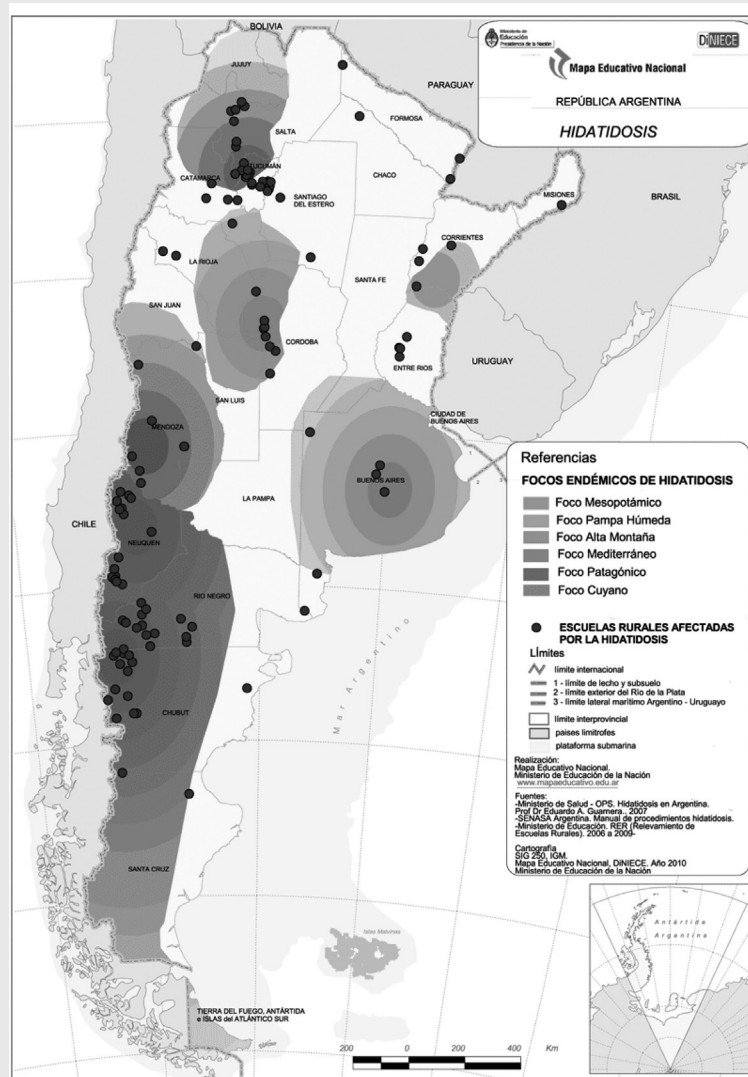 BOLIVIA
Ministerio de
Educación
Presidencia de la Nación
DiNIECE
Mapa Educativo Nacional
REPÚBLICA ARGENTINA
HIDATIDOSIS
JUJUY
PARAGUAY
FORMOSA
SALTA
TUCUMÁN
CATAMARCA
CHACO
SANTIAGO
DEL ESTERO
MISIONES
BRASIL
CORRIENTES
LA RIOJA
SANTA FE
SAN JUAN
CORDOBA
ENTRE RIOS
URUGUAY
SAN LUIS
MENDOZA
CIUDAD DE
BUENOS AIRES
1
2
3
BUENOS AIRES
LA PAMPA
CHILE
NEUQUEN
RIO NEGRO
Mar Argentino
CHUBUT
SANTA CRUZ
Islas Malvinas
TIERRA DEL FUEGO, ANTÁRTIDA
e ISLAS del ATLÁNTICO SUR
Referencias
FOCOS ENDÉMICOS DE HIDATIDOSIS
Foco Mesopotámico
Foco Pampa Húmeda
Foco Alta Montaña
Foco Mediterráneo
Foco Patagónico
Foco Cuyano
ESCUELAS RURALES AFECTADAS
POR LA HIDATIDOSIS
Límites
límite internacional
1 - límite de lecho y subsuelo
2 - límite exterior del Río de la Plata
3 - límite lateral marítimo Argentino - Uruguayo
límite interprovincial
paises limítrofes
plataforma submarina
Realización:
Mapa Educativo Nacional.
Ministerio de Educación de la Nación
www.mapaeducativo.edu.ar
Fuentes:
-Ministerio de Salud - OPS. Hidatidosis en Argentina.
Prof Dr Eduardo A. Guarnera.. 2007
-SENASA Argentina. Manual de procedimientos hidatidosis.
-Ministerio de Educación. RER (Relevamiento de
Escuelas Rurales). 2006 a 2009-
Cartografía
SIG 250, IGM.
Mapa Educativo Nacional, DiNIECE. Año 2010
Ministerio de Educación de la Nación
Antártida
Argentina
200 0 200 400 Km